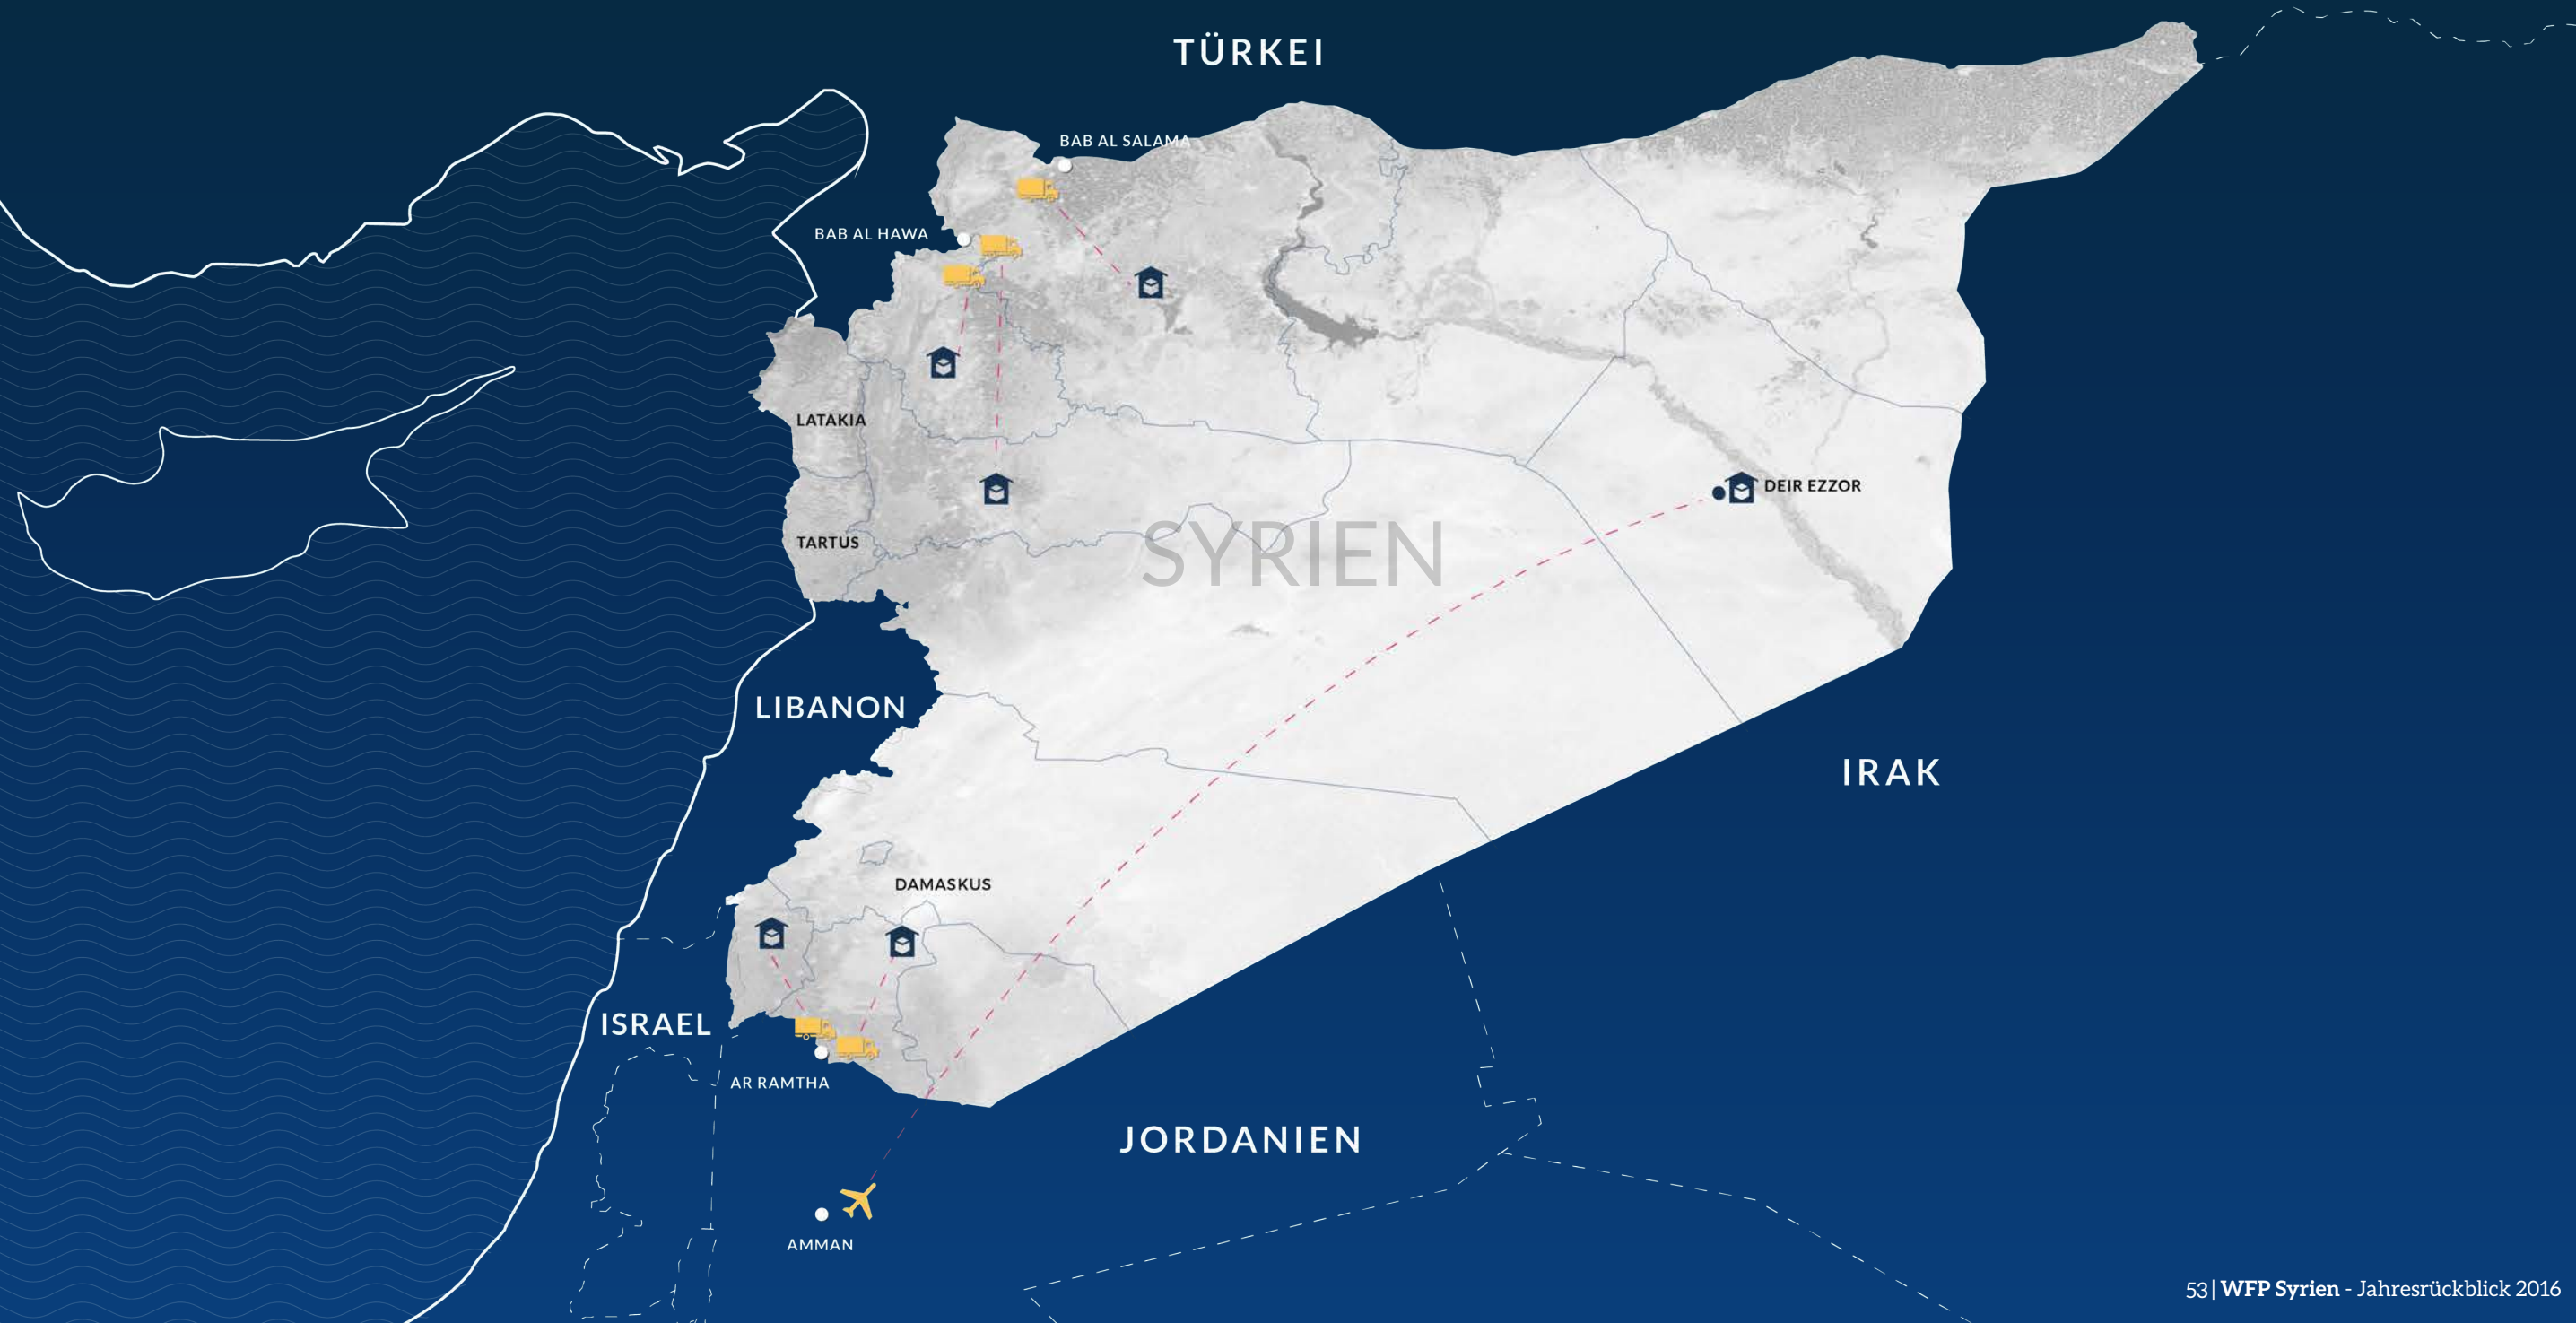 TÜRKEI
BAB AL SALAMA
BAB AL HAWA
LATAKIA
DEIR EZZOR
TARTUS
SYRIEN
LIBANON
IRAK
DAMASKUS
ISRAEL
AR RAMTHA
JORDANIEN
AMMAN
53| WFP Syrien - Jahresrückblick 2016